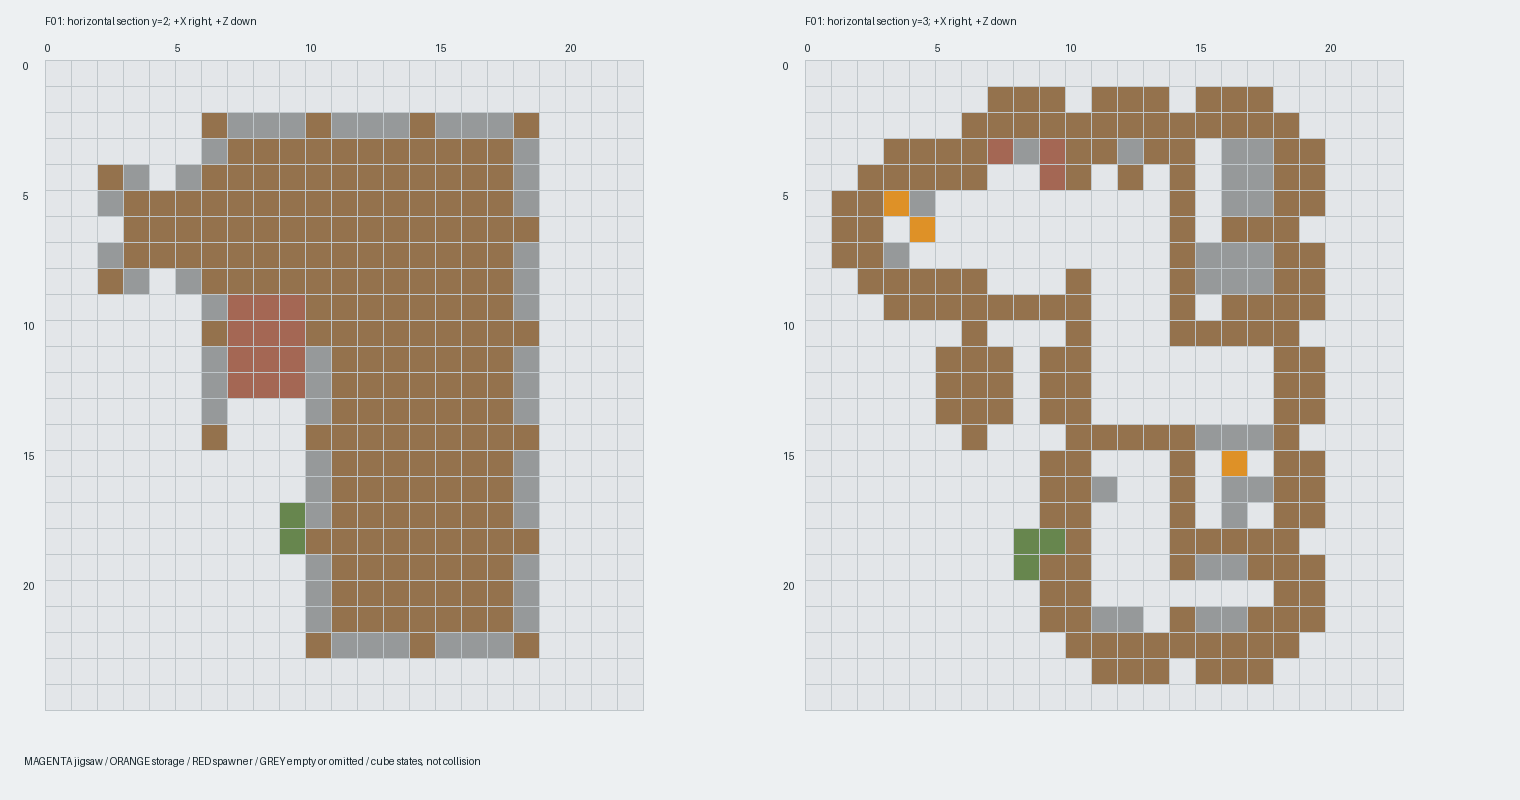 F01: horizontal section y=2; +X right, +Z down
F01: horizontal section y=3; +X right, +Z down
0 5 10 15 20
0 5 10 15 20
0
0
5
5
10
10
15
15
20
20
MAGENTA jigsaw / ORANGE storage / RED spawner / GREY empty or omitted / cube states, not collision